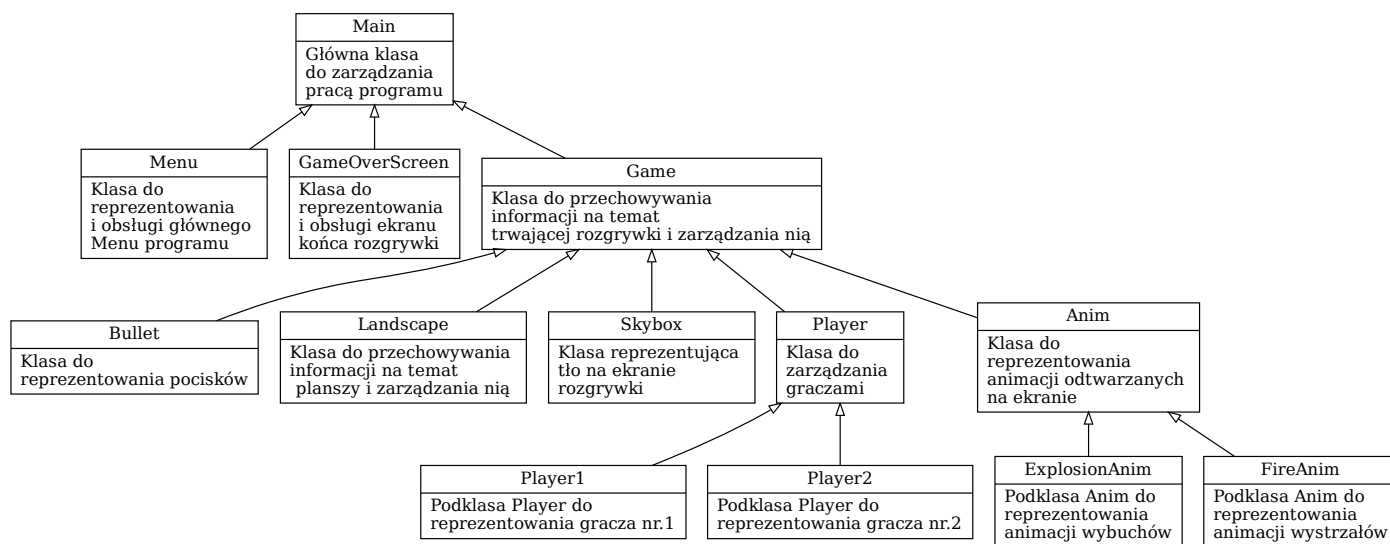 Main
Główna klasa
do zarządzania
pracą programu
Menu
Klasa do
reprezentowania
i obsługi głównego
Menu programu
GameOverScreen
Klasa do
reprezentowania
i obsługi ekranu
końca rozgrywki
Game
Klasa do przechowywania
informacji na temat
trwającej rozgrywki i zarządzania nią
Bullet
Klasa do
reprezentowania pocisków
Landscape
Klasa do przechowywania
informacji na temat
planszy i zarządzania nią
Skybox
Klasa reprezentująca
tło na ekranie
rozgrywki
Player
Klasa do
zarządzania
graczami
Anim
Klasa do
reprezentowania
animacji odtwarzanych
na ekranie
Player1
Podklasa Player do
reprezentowania gracza nr.1
Player2
Podklasa Player do
reprezentowania gracza nr.2
ExplosionAnim
Podklasa Anim do
reprezentowania
animacji wybuchów
FireAnim
Podklasa Anim do
reprezentowania
animacji wystrzałów